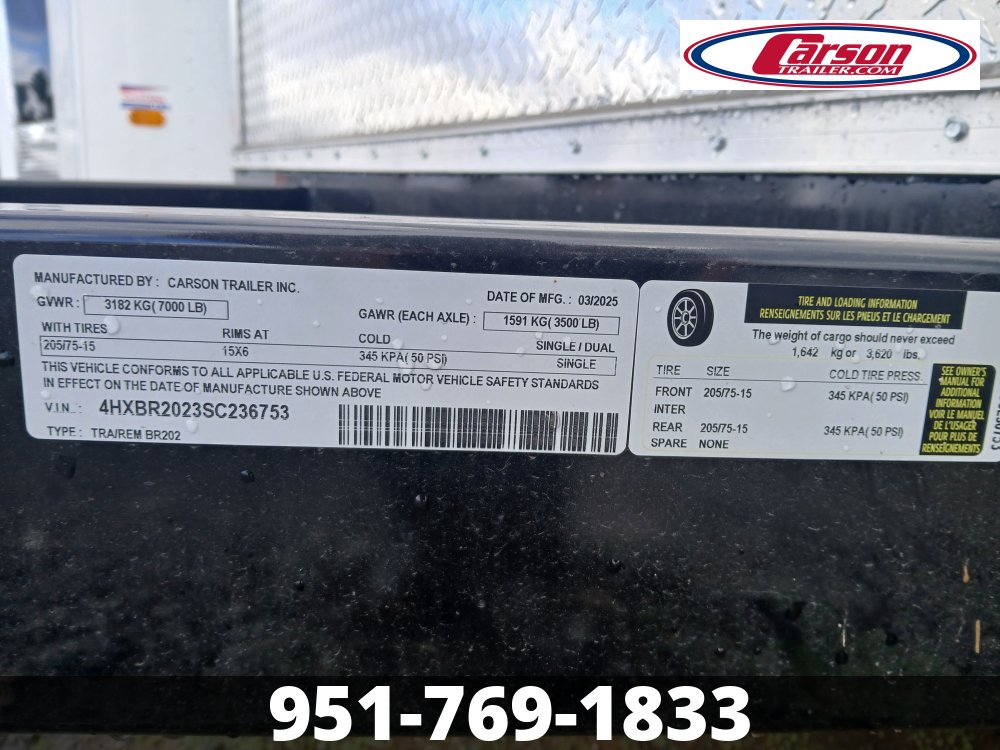 Carson
TRAILER.COM
MANUFACTURED BY : CARSON TRAILER INC.
GVWR : 3182 KG( 7000 LB)
DATE OF MFG. : 03/2025
GAWR (EACH AXLE) : 1591 KG( 3500 LB)
WITH TIRES RIMS AT COLD SINGLE / DUAL
205/75-15 15X6 345 KPA( 50 PSI) SINGLE
THIS VEHICLE CONFORMS TO ALL APPLICABLE U.S. FEDERAL MOTOR VEHICLE SAFETY STANDARDS
IN EFFECT ON THE DATE OF MANUFACTURE SHOWN ABOVE
V.I.N. : 4HXBR2023SC236753
TYPE : TRA/REM BR202
TIRE AND LOADING INFORMATION
RENSEIGNEMENTS SUR LES PNEUS ET LE CHARGEMENT
The weight of cargo should never exceed
1,642 kg or 3,620 lbs.
TIRE SIZE COLD TIRE PRESS.
FRONT 205/75-15 345 KPA( 50 PSI)
INTER
REAR 205/75-15 345 KPA( 50 PSI)
SPARE NONE
SEE OWNER'S
MANUAL FOR
ADDITIONAL
INFORMATION
VOIR LE MANUEL
DE L'USAGER
POUR PLUS DE
RENSEIGNEMENTS
951-769-1833